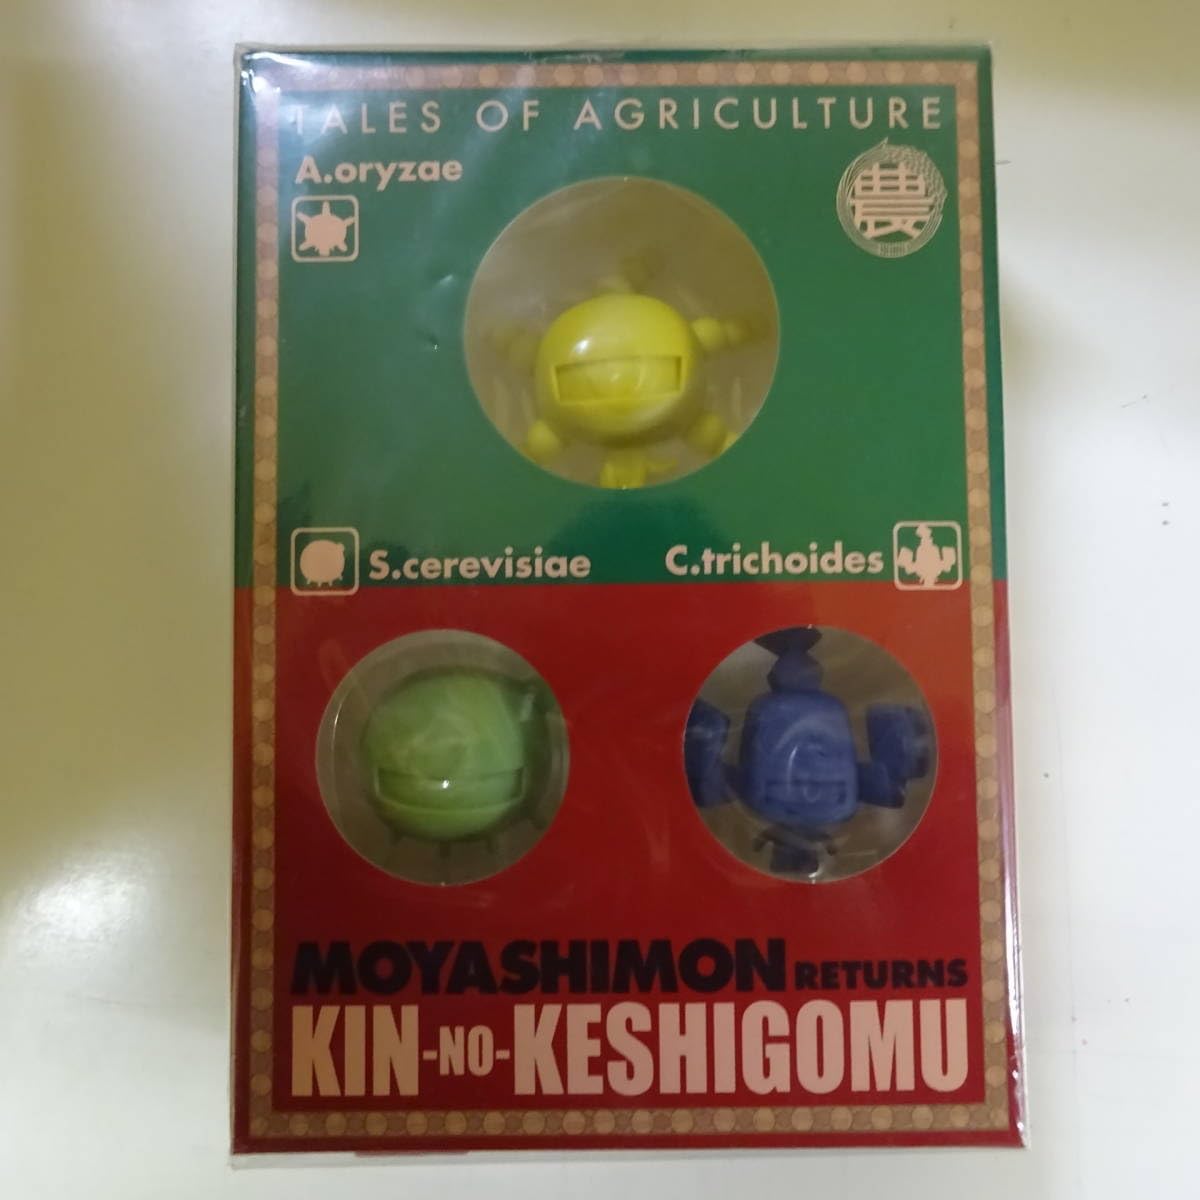 TALES OF AGRICULTURE
A.oryzae
農
S.cerevisiae
C.trichoides
MOYASHIMON RETURNS
KIN-NO-KESHIGOMU